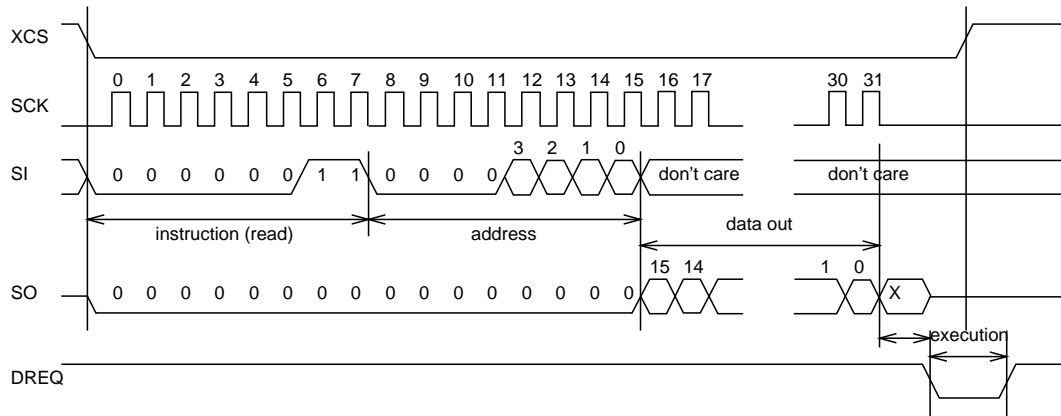 XCS
0 1 2 3 4 5 6 7 8 9 10 11 12 13 14 15 16 17 30 31
SCK
3 2 1 0
SI 0 0 0 0 0 0 1 1 0 0 0 0 don't care don't care
instruction (read) address data out
15 14 1 0
SO 0 0 0 0 0 0 0 0 0 0 0 0 0 0 0 0 X
execution
DREQ